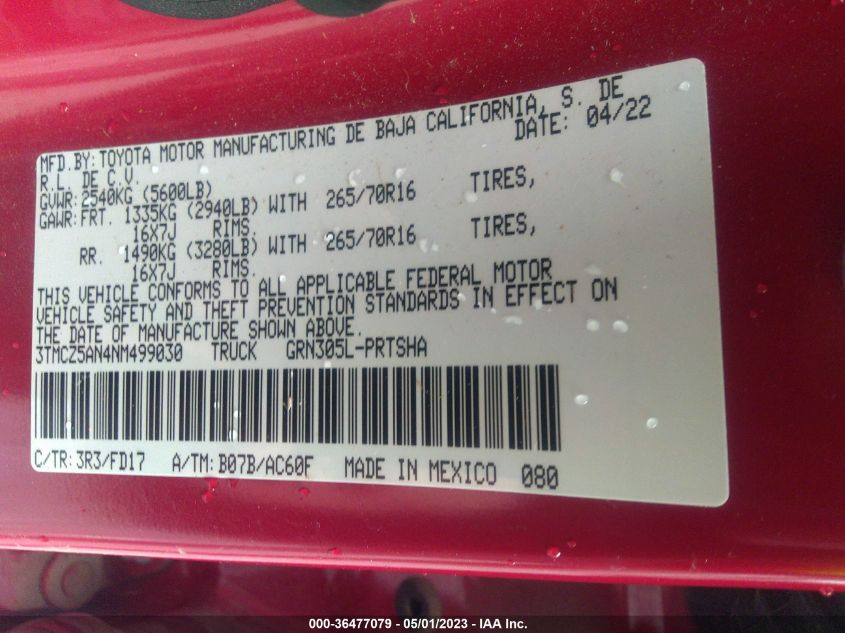 MFD.BY: TOYOTA MOTOR MANUFACTURING DE BAJA CALIFORNIA, S. DE
R.L. DE C.V. DATE: 04/22
GVWR: 2540KG (5600LB)
GAWR: FRT. 1335KG (2940LB) WITH 265/70R16 TIRES,
16X7J RIMS.
RR. 1490KG (3280LB) WITH 265/70R16 TIRES,
16X7J RIMS.
THIS VEHICLE CONFORMS TO ALL APPLICABLE FEDERAL MOTOR
VEHICLE SAFETY AND THEFT PREVENTION STANDARDS IN EFFECT ON
THE DATE OF MANUFACTURE SHOWN ABOVE.
3TMCZ5AN4NM499030 TRUCK GRN305L-PRTSHA
C/TR: 3R3/FD17 A/TM: B07B/AC60F MADE IN MEXICO 080
000-36477079 - 05/01/2023 - IAA Inc.